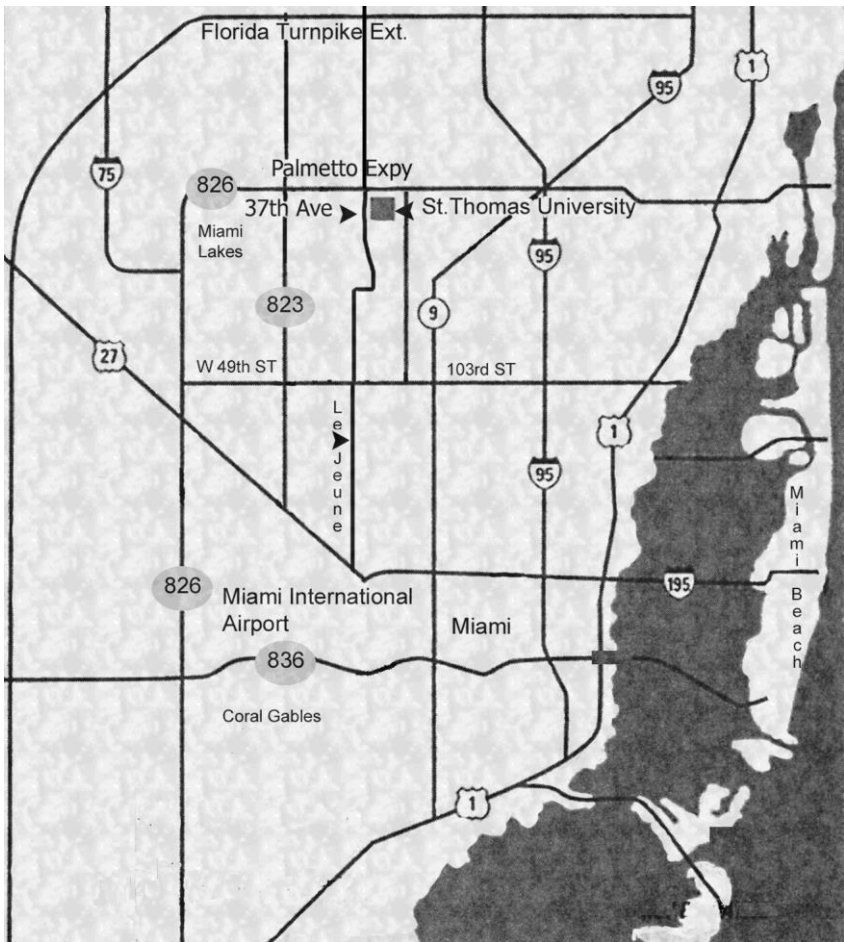 Florida Turnpike Ext.
1
95
75
Palmetto Expy
826
37th Ave
St.Thomas University
Miami
Lakes
95
823
9
27
W 49th ST
103rd ST
Le Jeune
1
95
Miami Beach
826
195
Miami International
Airport
Miami
836
Coral Gables
1